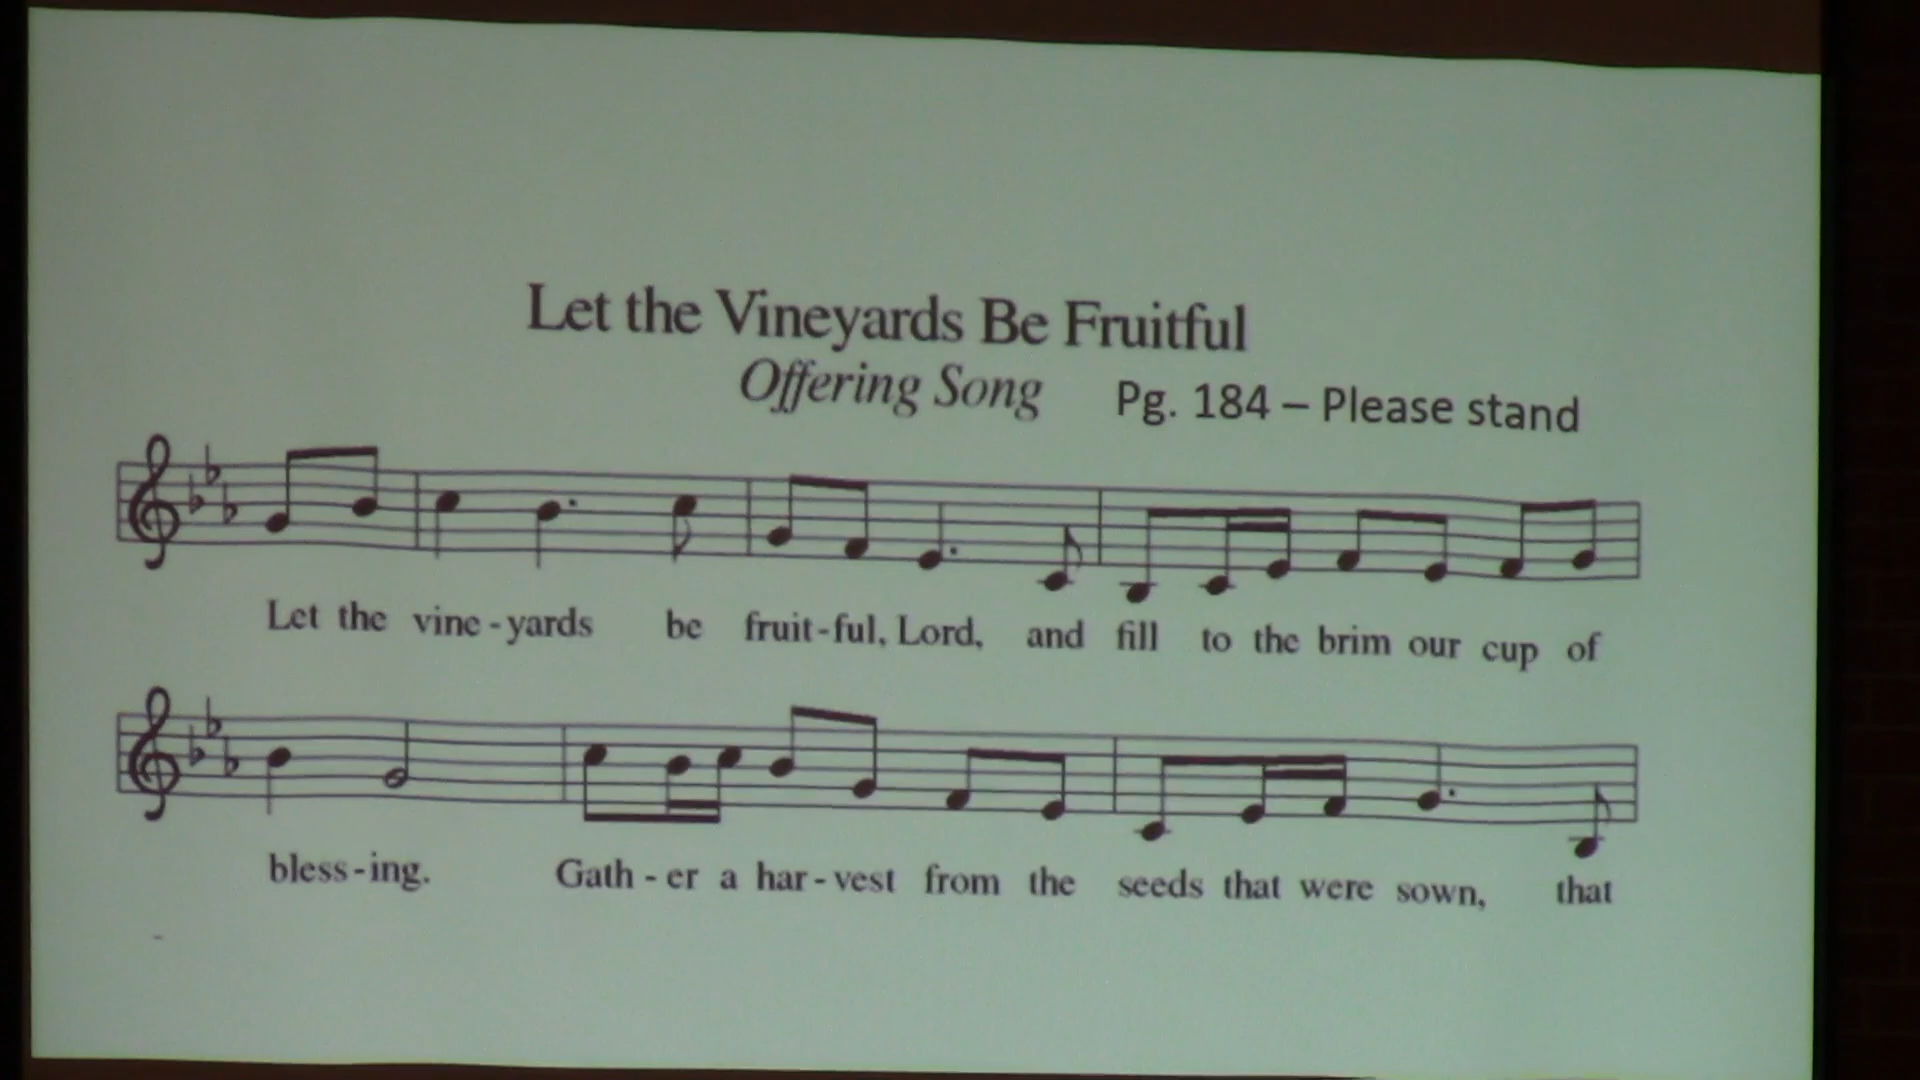 Let the Vineyards Be Fruitful
Offering Song Pg. 184 – Please stand
Let the vine - yards be fruit - ful, Lord, and fill to the brim our cup of
bless - ing. Gath - er a har - vest from the seeds that were sown, that